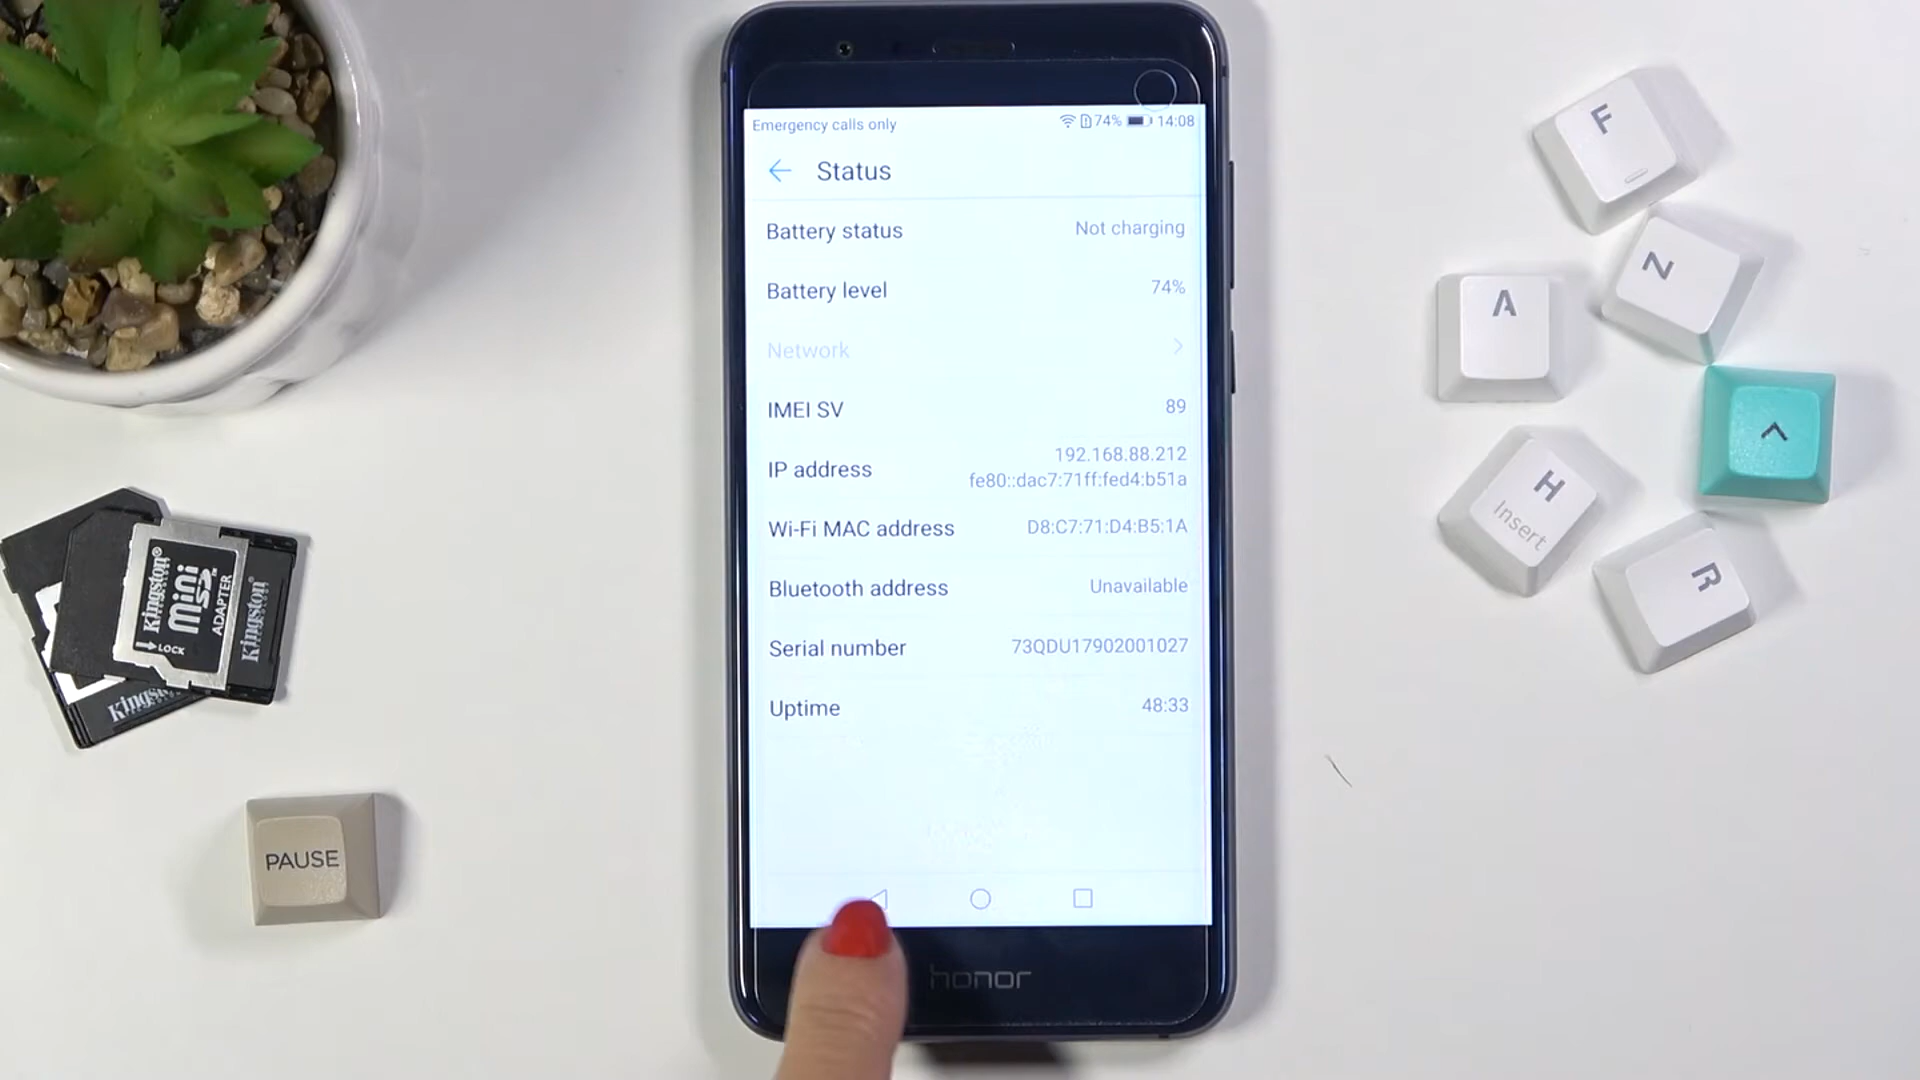 Emergency calls only
74%
14:08
Status
Battery status
Not charging
Battery level
74%
Network
IMEI SV
89
IP address
192.168.88.212
fe80::dac7:71ff:fed4:b51a
Wi-Fi MAC address
D8:C7:71:D4:B5:1A
Bluetooth address
Unavailable
Serial number
73QDU17902001027
Uptime
48:33
honor
Kingston
mini
SD
ADAPTER
LOCK
Kingston
PAUSE
F
Z
A
^
H
Insert
R